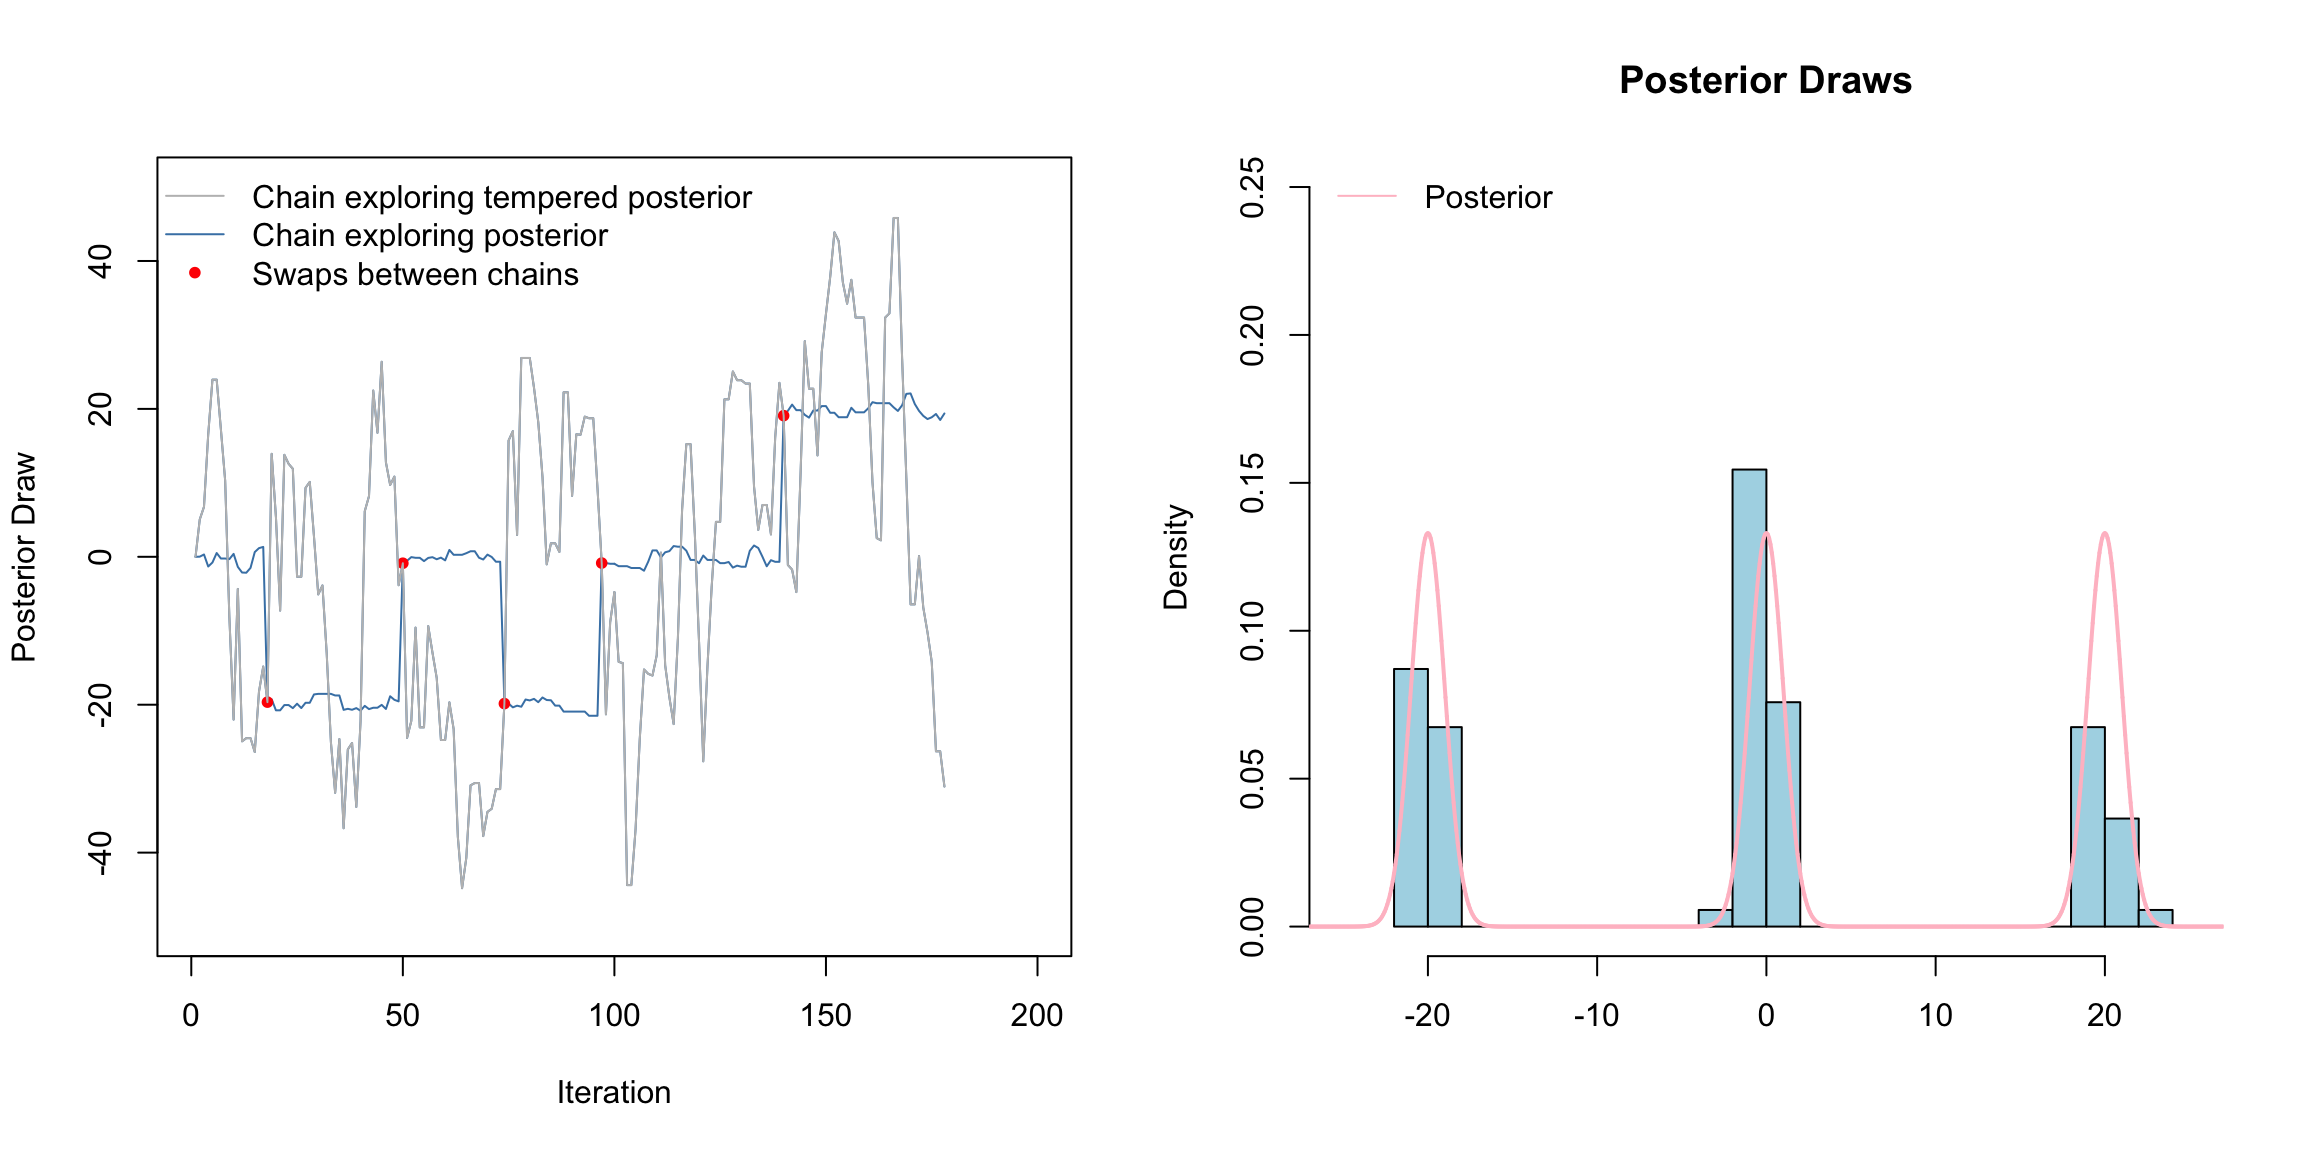 Chain exploring tempered posterior
Chain exploring posterior
Swaps between chains
Posterior Draw
40
20
0
-20
-40
0 50 100 150 200
Iteration
Posterior Draws
Posterior
Density
0.25
0.20
0.15
0.10
0.05
0.00
-20 -10 0 10 20